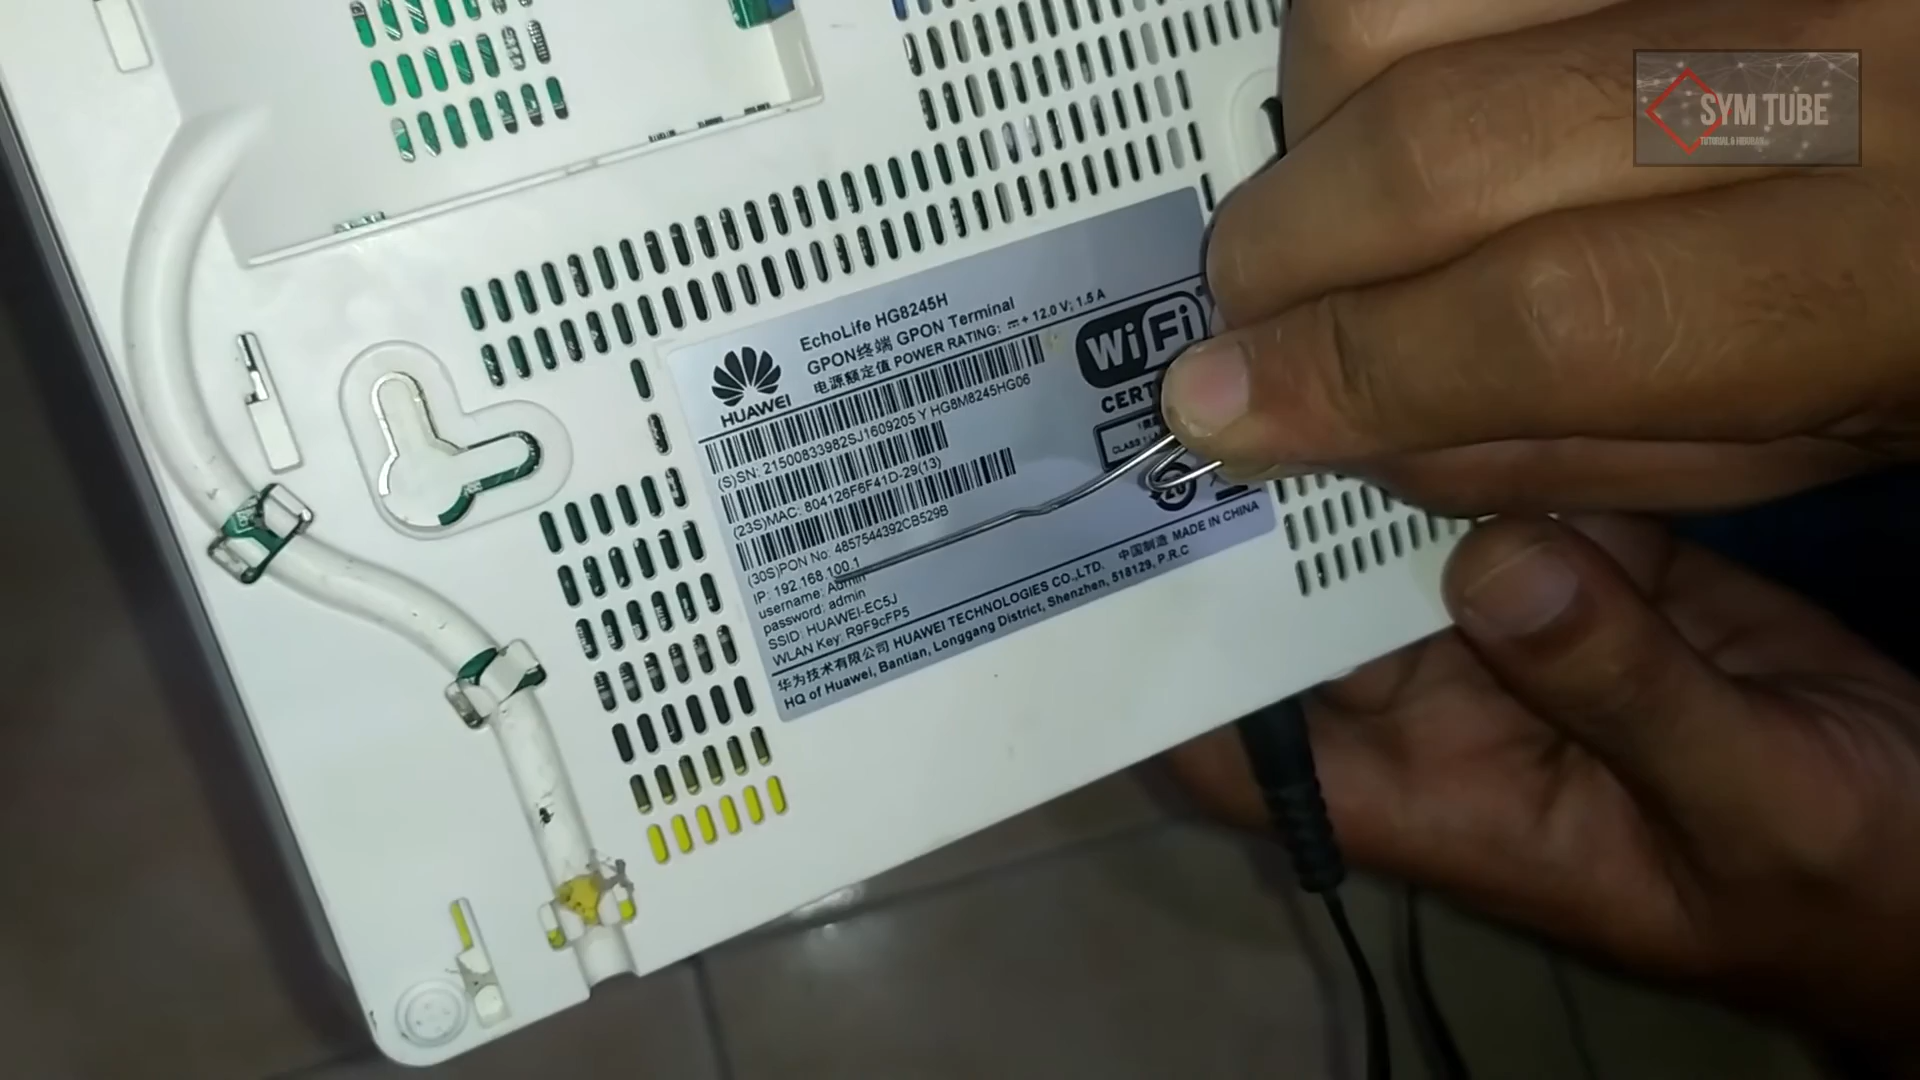 SYM TUBE
EchoLife HG8245H
GPON终端 GPON Terminal
电源额定值 POWER RATING: ⎓ + 12.0 V; 1.5 A
HUAWEI
WiFi
(S)SN: 21500833982SJ1609205 Y HG8M8245HG06
(23S)MAC: 804126F6F41D-29(13)
CLASS 1
20
(30S)PON No: 4857544392CB529B
IP: 192.168.100.1
username: Admin
password: admin
SSID: HUAWEI-EC5J
WLAN Key: R9F9cFP5
中国制造 MADE IN CHINA
华为技术有限公司 HUAWEI TECHNOLOGIES CO.,LTD.
HQ of Huawei, Bantian, Longgang District, Shenzhen, 518129, P.R.C